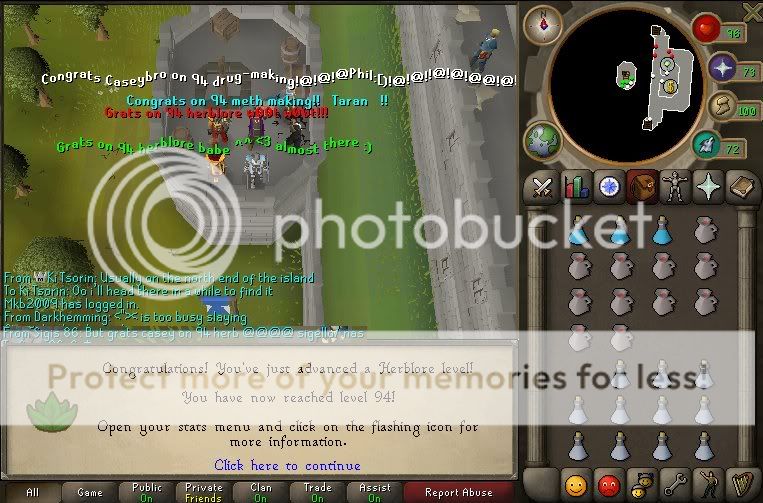 Congrats Caseybro on 94 drug-making!@!@!@Phil:[)!@!@!@!@!@!@@!@!
Congrats on 94 meth making!! Taran !!
Grats on 94 herblore w00t w00t!!!
Grats on 94 herblore babe ^^ <3 almost there :)
96
73
100
72
photobucket
From Ki Tsorin: Usually on the north end of the island
To Ki Tsorin: Oo i'll head there in a while to find it
Mkb2009 has logged in.
From Darkhemming: <">< is too busy slaying
From Sigis 86: But grats casey on 94 herb @@@@
Protect more of your memories for less!
Congratulations! You've just advanced a Herblore level!
You have now reached level 94!
Open your stats menu and click on the flashing icon for
more information.
Click here to continue
All
Game
Public
On
Private
Friends
Clan
On
Trade
On
Assist
On
Report Abuse